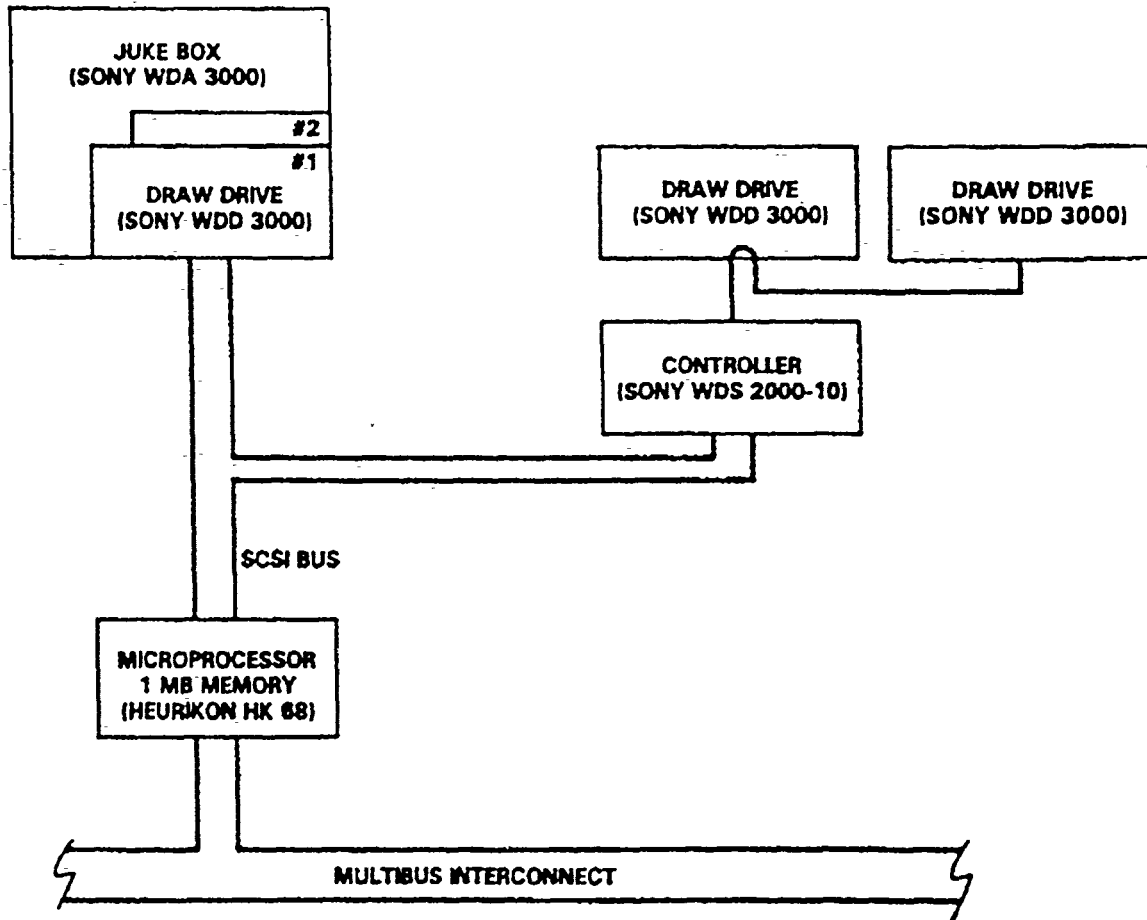 JUKE BOX
(SONY WDA 3000)
#2
#1
DRAW DRIVE
(SONY WDD 3000)
DRAW DRIVE
(SONY WDD 3000)
DRAW DRIVE
(SONY WDD 3000)
CONTROLLER
(SONY WDS 2000-10)
SCSI BUS
MICROPROCESSOR
1 MB MEMORY
(HEURIKON HK 68)
MULTIBUS INTERCONNECT